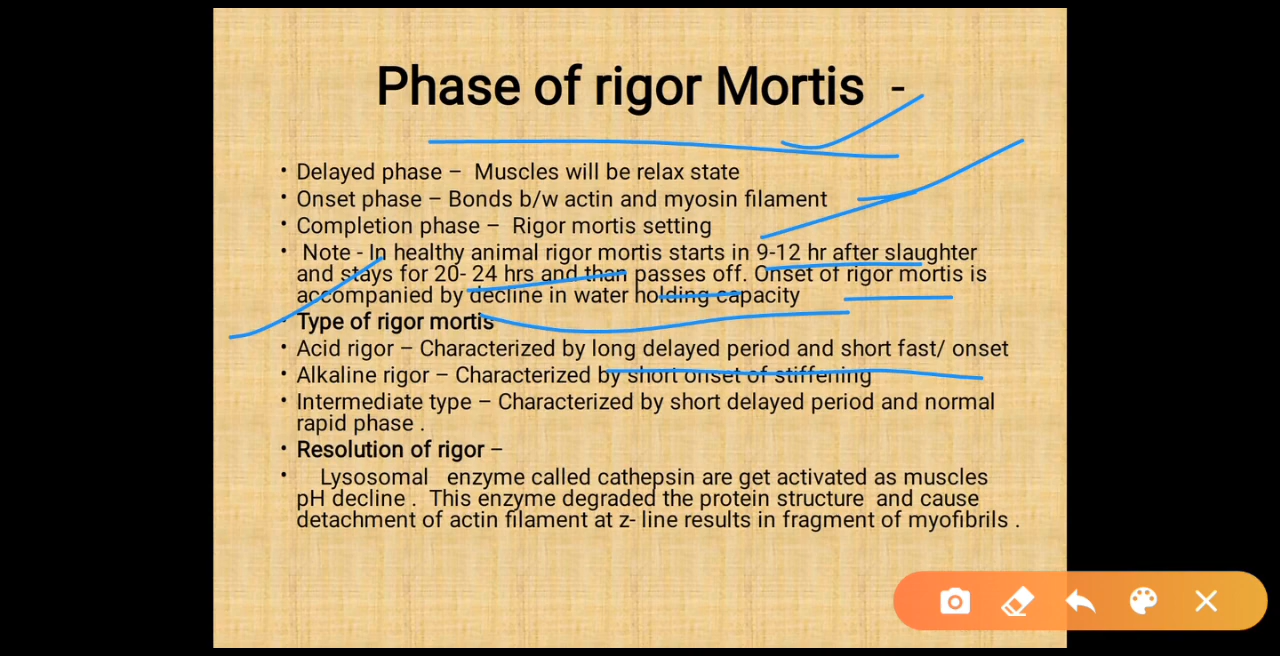 Phase of rigor Mortis -
• Delayed phase – Muscles will be relax state
• Onset phase – Bonds b/w actin and myosin filament
• Completion phase – Rigor mortis setting
• Note - In healthy animal rigor mortis starts in 9-12 hr after slaughter
and stays for 20- 24 hrs and than passes off. Onset of rigor mortis is
accompanied by decline in water holding capacity
• Type of rigor mortis
• Acid rigor – Characterized by long delayed period and short fast/ onset
• Alkaline rigor – Characterized by short onset of stiffening
• Intermediate type – Characterized by short delayed period and normal
rapid phase .
• Resolution of rigor –
• Lysosomal enzyme called cathepsin are get activated as muscles
pH decline . This enzyme degraded the protein structure and cause
detachment of actin filament at z- line results in fragment of myofibrils .